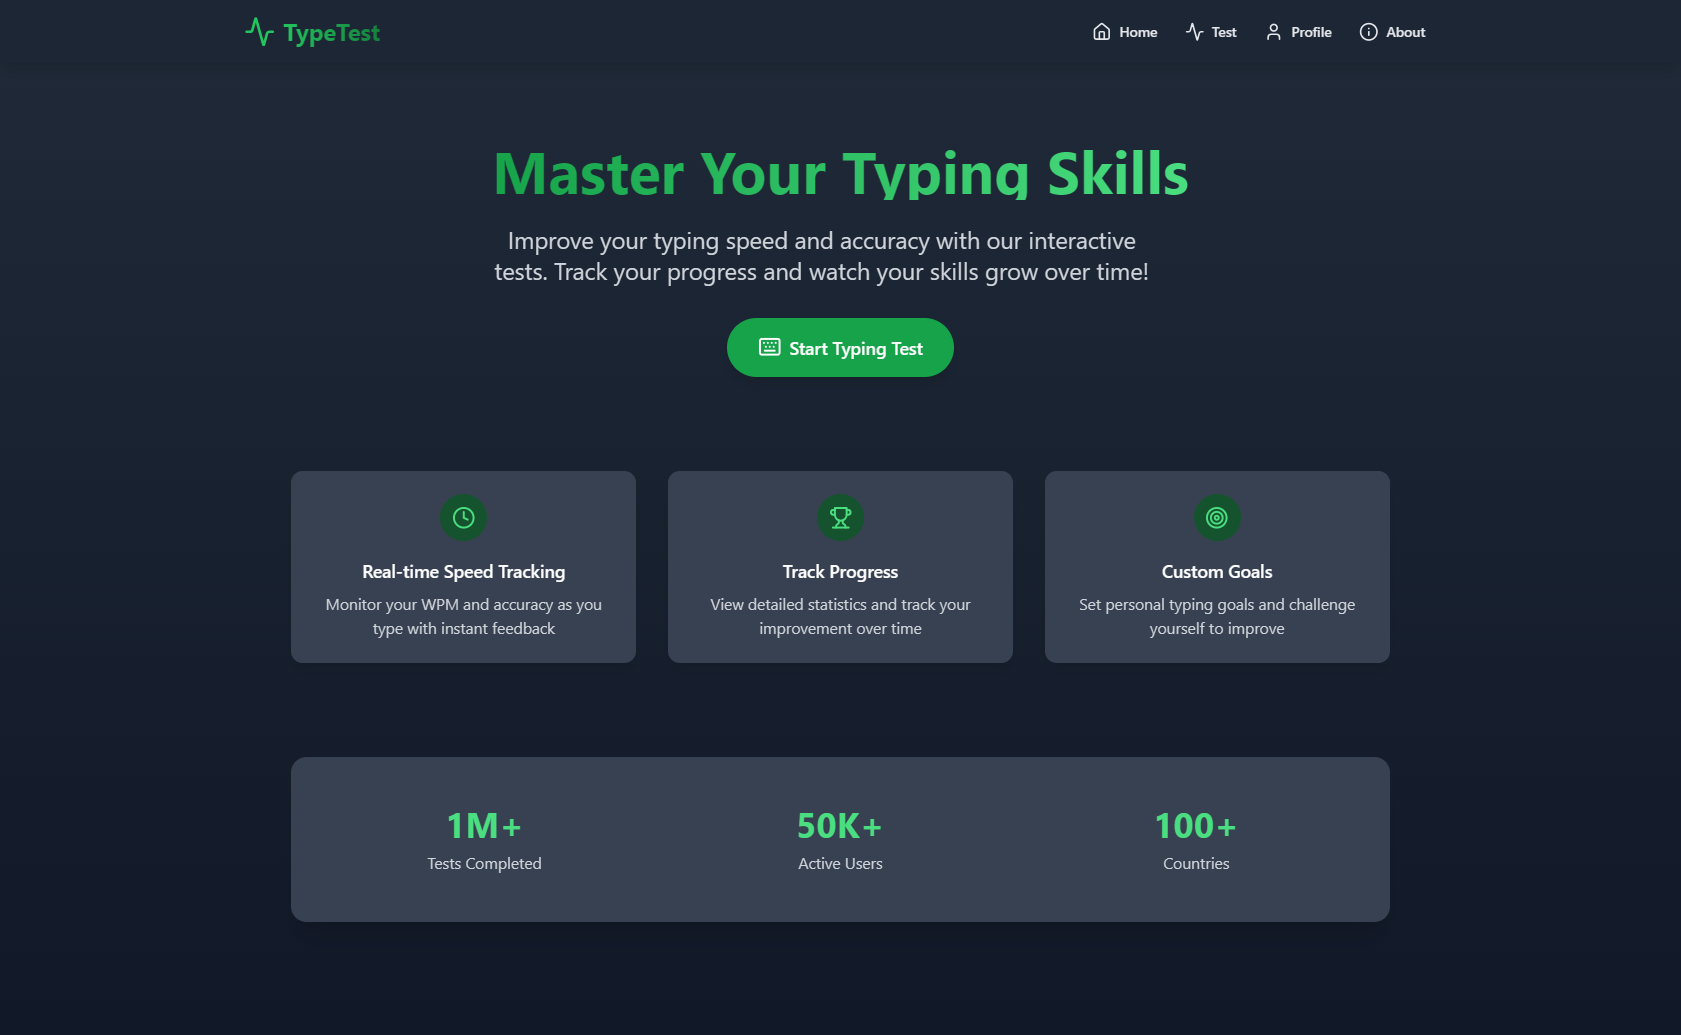 TypeTest
Home
Test
Profile
About
Master Your Typing Skills
Improve your typing speed and accuracy with our interactive
tests. Track your progress and watch your skills grow over time!
Start Typing Test
Real-time Speed Tracking
Monitor your WPM and accuracy as you
type with instant feedback
Track Progress
View detailed statistics and track your
improvement over time
Custom Goals
Set personal typing goals and challenge
yourself to improve
1M+
Tests Completed
50K+
Active Users
100+
Countries